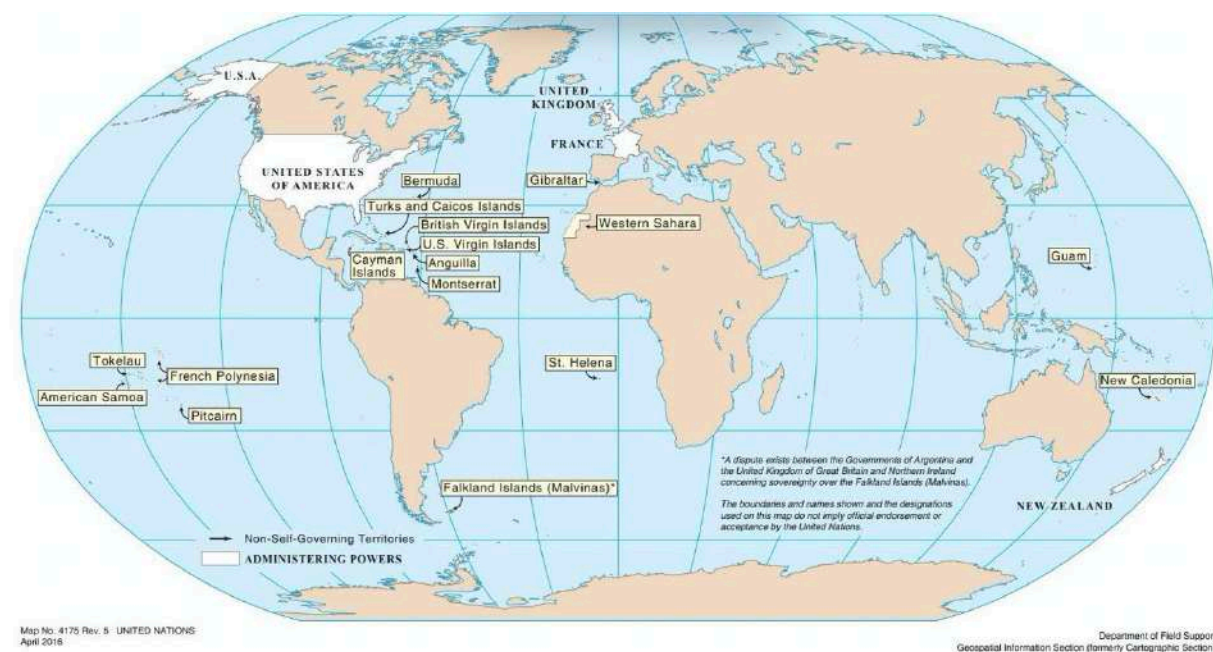 U.S.A.
UNITED
KINGDOM
FRANCE
UNITED STATES
OF AMERICA
Bermuda
Gibraltar
Turks and Caicos Islands
British Virgin Islands
Western Sahara
U.S. Virgin Islands
Cayman
Islands
Anguilla
Guam
Montserrat
Tokelau
French Polynesia
St. Helena
New Caledonia
American Samoa
Pitcairn
*A dispute exists between the Governments of Argentina and
the United Kingdom of Great Britain and Northern Ireland
concerning sovereignty over the Falkland Islands (Malvinas).
Falkland Islands (Malvinas)*
The boundaries and names shown and the designations
used on this map do not imply official endorsement or
acceptance by the United Nations.
NEW ZEALAND
Non-Self-Governing Territories
ADMINISTERING POWERS
Map No. 4175 Rev. 5 UNITED NATIONS
April 2016
Department of Field Suppor
Geospatial Information Section (formerly Cartographic Section